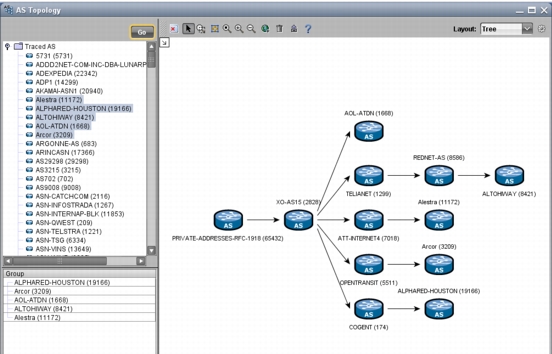 AS Topology
Go
Layout: Tree
Traced AS
5731 (5731)
ADDD2NET-COM-INC-DBA-LUNARP
ADEXPEDIA (22342)
ADP1 (14299)
AKAMAI-ASN1 (20940)
Alestra (11172)
ALPHARED-HOUSTON (19166)
ALTOHIWAY (8421)
AOL-ATDN (1668)
Arcor (3209)
ARGONNE-AS (683)
ARINCASN (17366)
AS29298 (29298)
AS3215 (3215)
AS702 (702)
AS9008 (9008)
ASN-CATCHCOM (2116)
ASN-INFOSTRADA (1267)
ASN-INTERNAP-BLK (11853)
ASN-QWEST (209)
ASN-TELSTRA (1221)
ASN-TSG (6334)
ASN-VINS (13649)
Group
ALPHARED-HOUSTON (19166)
Arcor (3209)
AOL-ATDN (1668)
ALTOHIWAY (8421)
Alestra (11172)
AOL-ATDN (1668)
AS
REDNET-AS (8586)
AS
AS
AS
TELIANET (1299)
ALTOHIWAY (8421)
XO-AS15 (2828)
Alestra (11172)
AS
AS
AS
AS
PRIVATE-ADDRESSES-RFC-1918 (65432)
ATT-INTERNET4 (7018)
Arcor (3209)
AS
AS
OPENTRANSIT (5511)
ALPHARED-HOUSTON (19166)
AS
AS
COGENT (174)